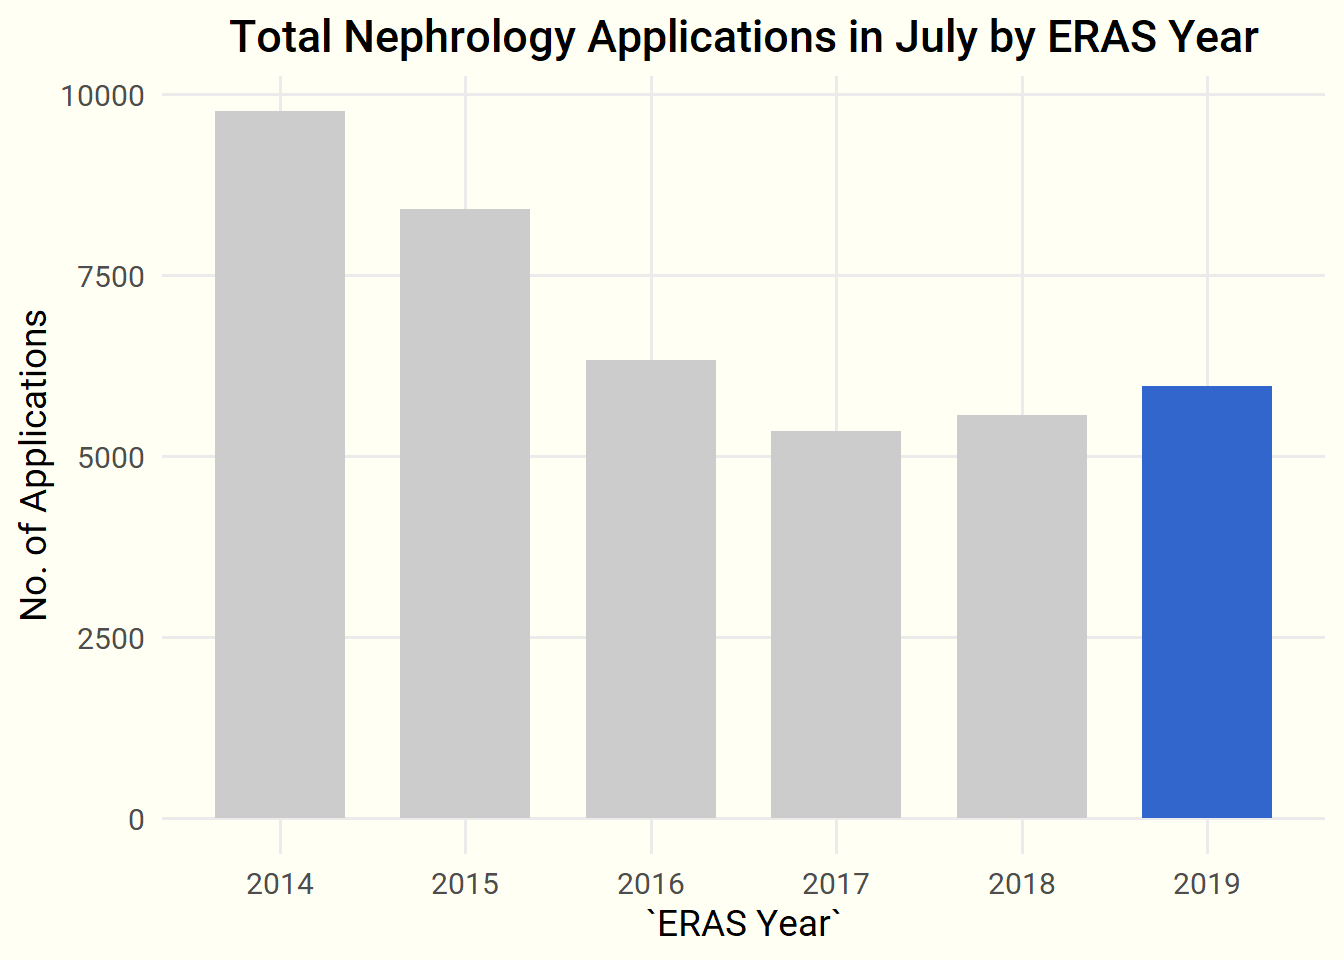 Total Nephrology Applications in July by ERAS Year
No. of Applications
10000
7500
5000
2500
0
2014 2015 2016 2017 2018 2019
`ERAS Year`